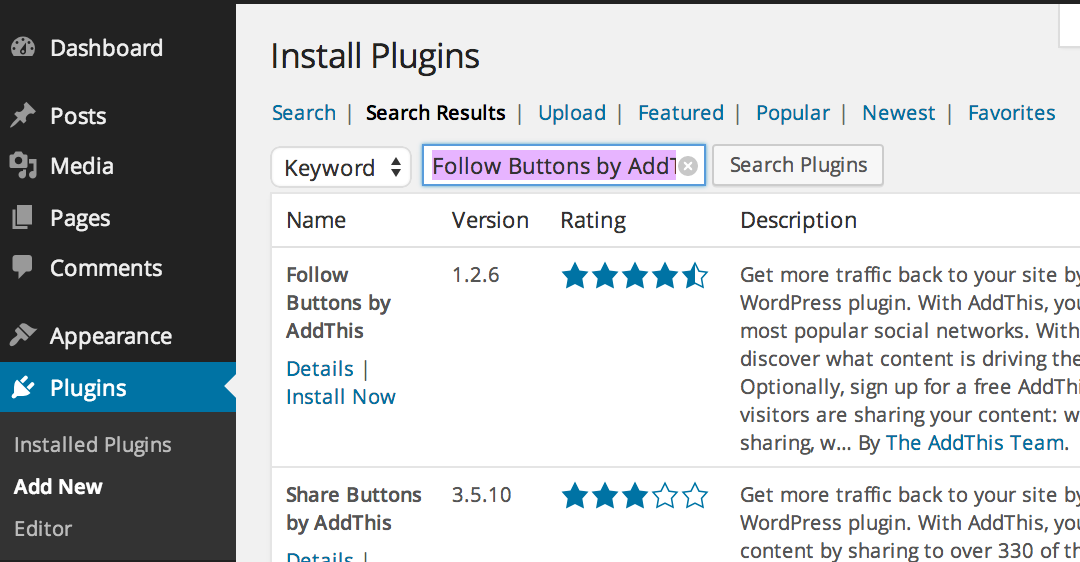 Dashboard
Posts
Media
Pages
Comments
Appearance
Plugins
Installed Plugins
Add New
Editor
Install Plugins
Search | Search Results | Upload | Featured | Popular | Newest | Favorites
Keyword Follow Buttons by Add Search Plugins
Name Version Rating Description
Follow
Buttons by
AddThis
Details |
Install Now
1.2.6
Get more traffic back to your site by
WordPress plugin. With AddThis, you
most popular social networks. With
discover what content is driving the
Optionally, sign up for a free AddThi
visitors are sharing your content: w
sharing, w... By The AddThis Team.
Share Buttons
by AddThis
Details |
3.5.10
Get more traffic back to your site by
WordPress plugin. With AddThis, you
content by sharing to over 330 of th